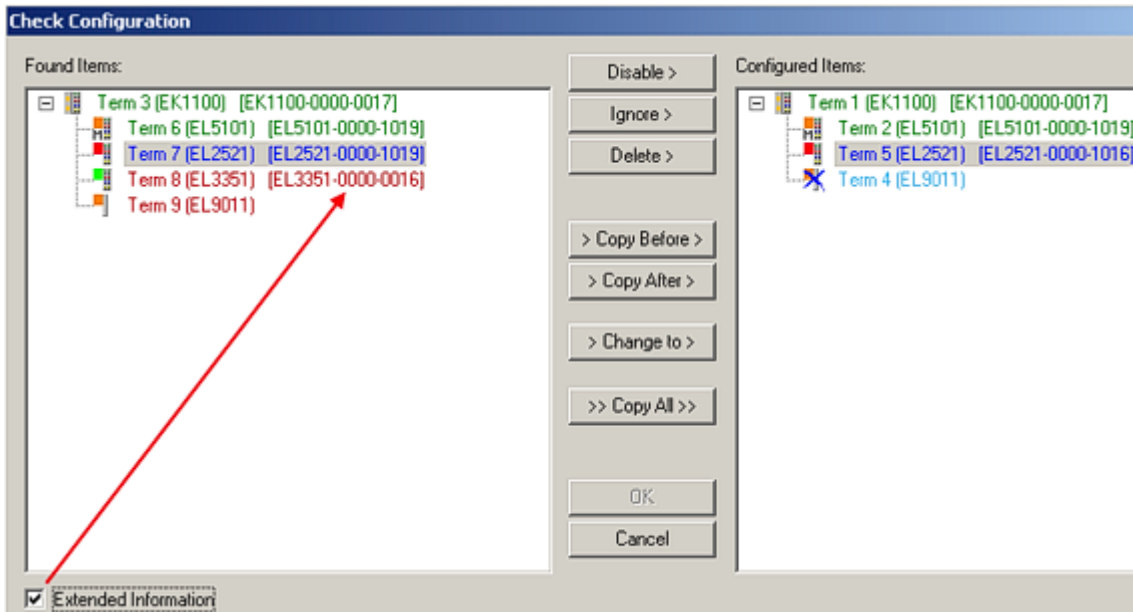 Check Configuration
Found Items:
Term 3 (EK1100) [EK1100-0000-0017]
Term 6 (EL5101) [EL5101-0000-1019]
Term 7 (EL2521) [EL2521-0000-1019]
Term 8 (EL3351) [EL3351-0000-0016]
Term 9 (EL9011)
Disable >
Ignore >
Delete >
> Copy Before >
> Copy After >
> Change to >
>> Copy All >>
OK
Cancel
Configured Items:
Term 1 (EK1100) [EK1100-0000-0017]
Term 2 (EL5101) [EL5101-0000-1019]
Term 5 (EL2521) [EL2521-0000-1016]
Term 4 (EL9011)
Extended Information